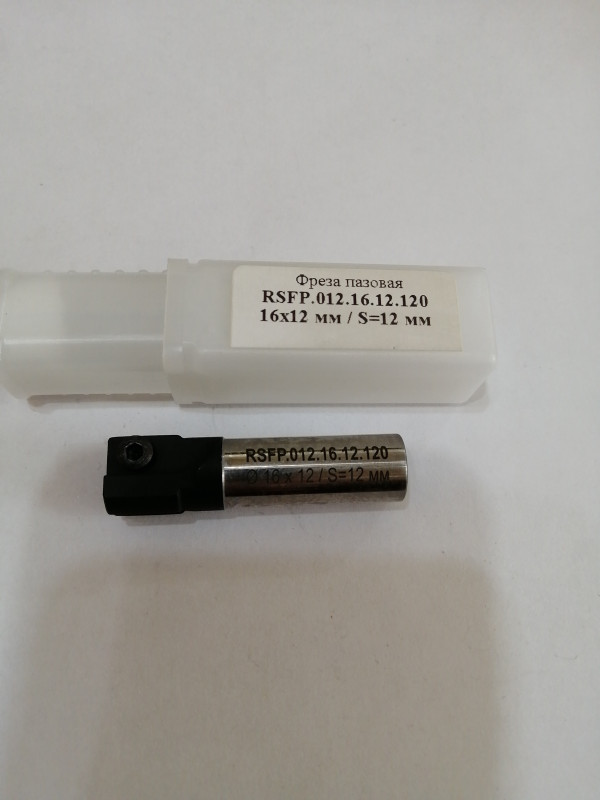 Фреза пазовая
RSFP.012.16.12.120
16x12 мм / S=12 мм
RSFP.012.16.12.120
Ø 16 x 12 / S=12 мм